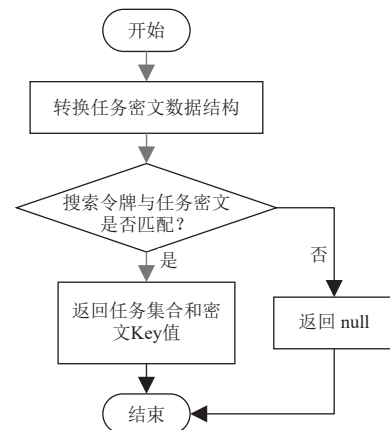 开始
转换任务密文数据结构
搜索令牌与任务密文
是否匹配?
是
否
返回任务集合和密
文Key值
返回 null
结束